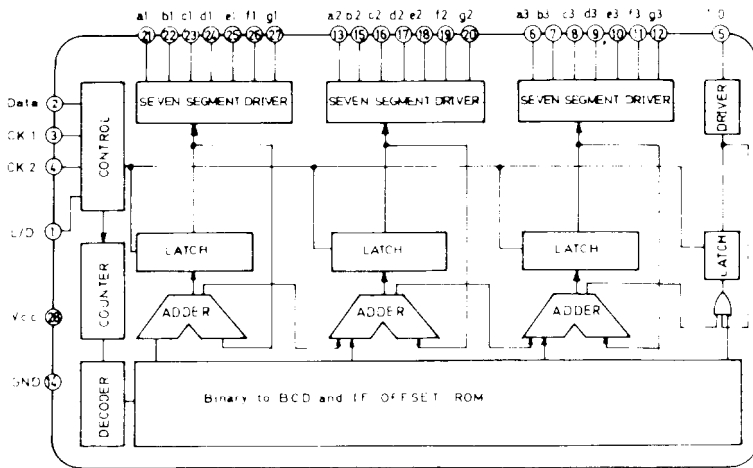 a1 b1 c1 d1 e1 f1 g1 a2 b2 c2 d2 e2 f2 g2 a3 b3 c3 d3 e3 f3 g3
21 22 23 24 25 26 27 13 15 16 17 18 19 20 6 7 8 9 10 11 12 5
SEVEN SEGMENT DRIVER SEVEN SEGMENT DRIVER SEVEN SEGMENT DRIVER DRIVER
Data 2
CK 1 3
CK 2 4
CONTROL
1
LATCH LATCH LATCH LATCH
COUNTER
Vcc 28
ADDER ADDER ADDER
GND 14
DECODER
Binary to BCD and IF OFFSET ROM